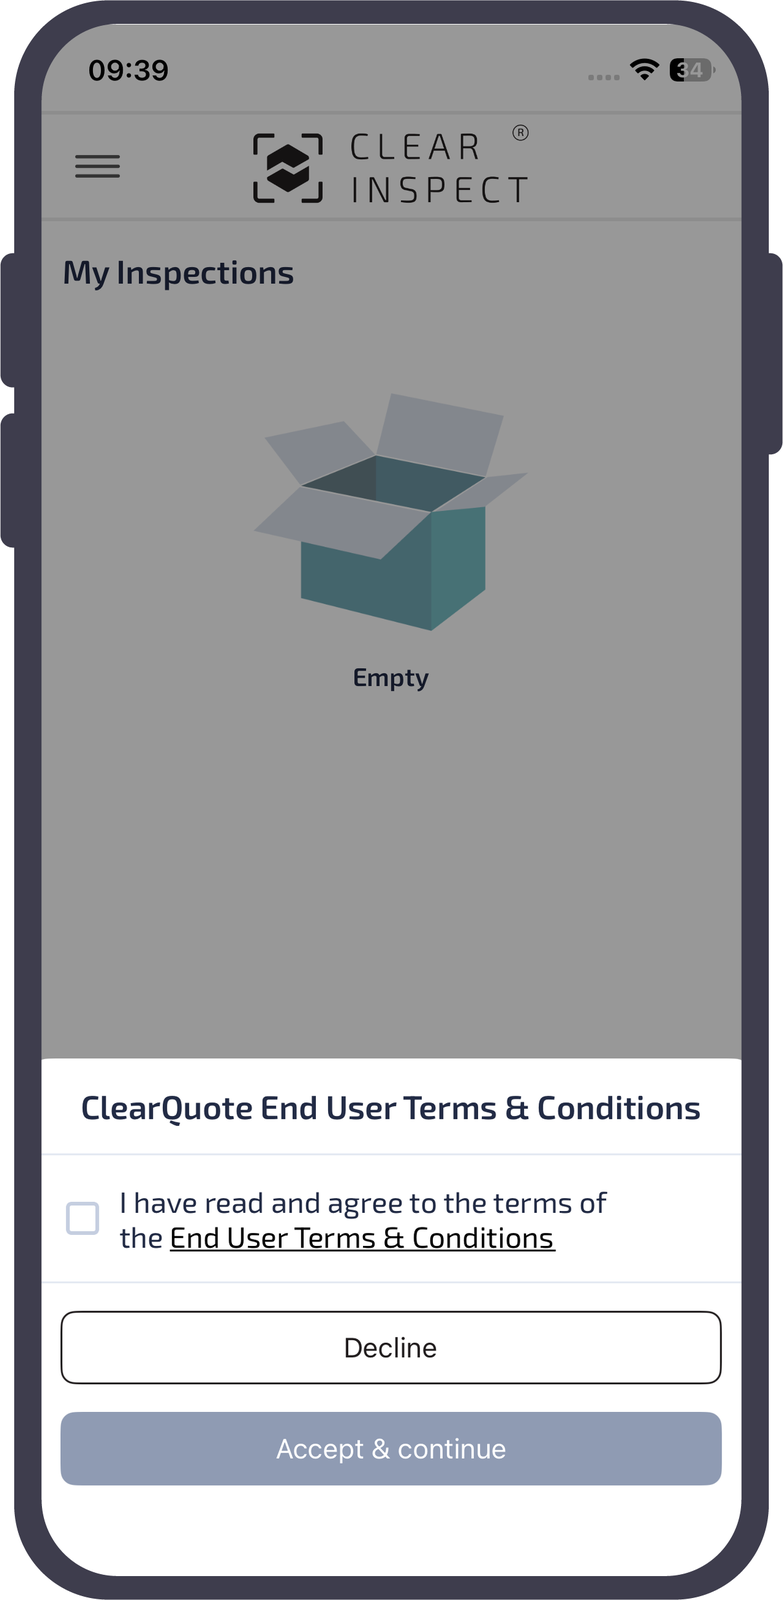 09:39
34
CLEAR ®
INSPECT
My Inspections
Empty
ClearQuote End User Terms & Conditions
I have read and agree to the terms of
the End User Terms & Conditions
Decline
Accept & continue